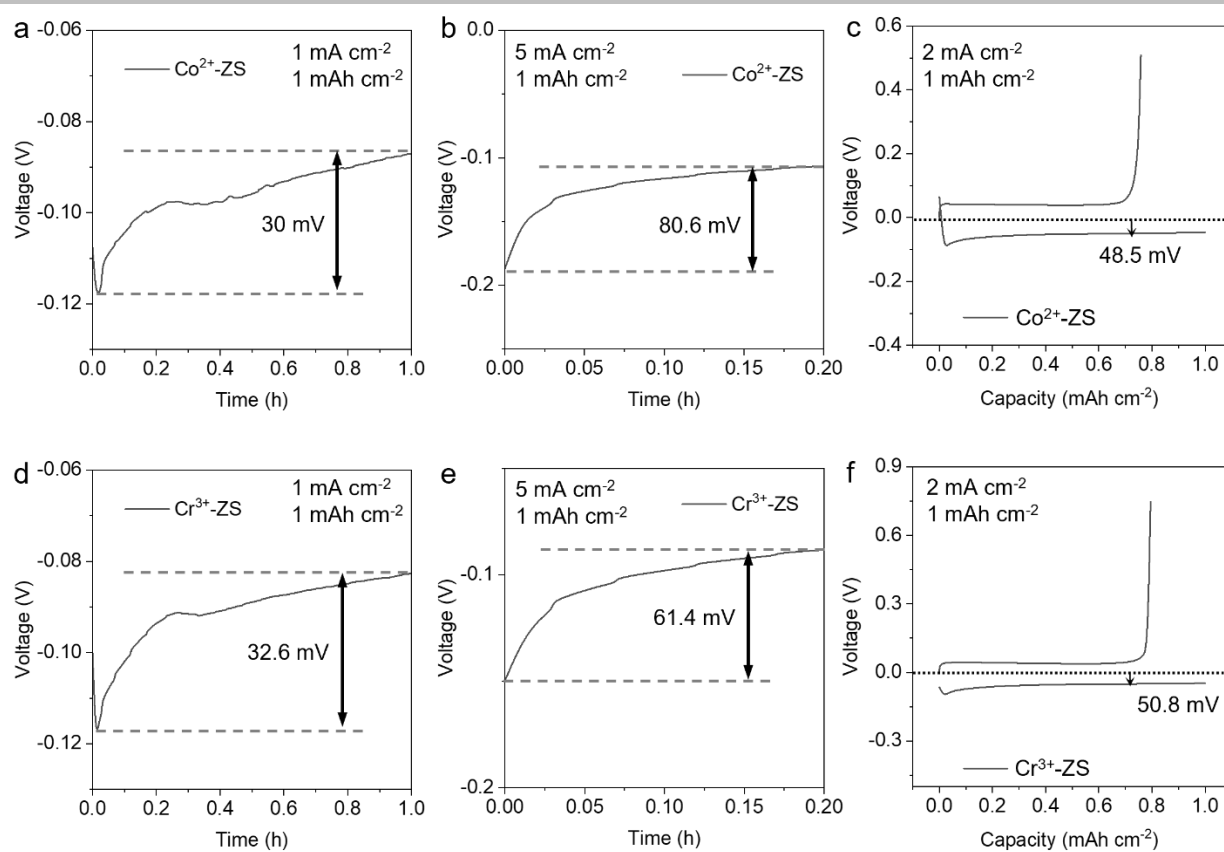 a
-0.06
-0.08
-0.10
-0.12
Voltage (V)
Co²⁺-ZS
1 mA cm⁻²
1 mAh cm⁻²
30 mV
0.0 0.2 0.4 0.6 0.8 1.0
Time (h)
b
0.0
-0.1
-0.2
Voltage (V)
5 mA cm⁻²
1 mAh cm⁻²
Co²⁺-ZS
80.6 mV
0.00 0.05 0.10 0.15 0.20
Time (h)
c
0.6
0.4
0.2
0.0
-0.2
-0.4
Voltage (V)
2 mA cm⁻²
1 mAh cm⁻²
48.5 mV
Co²⁺-ZS
0.0 0.2 0.4 0.6 0.8 1.0
Capacity (mAh cm⁻²)
d
-0.06
-0.08
-0.10
-0.12
Voltage (V)
Cr³⁺-ZS
1 mA cm⁻²
1 mAh cm⁻²
32.6 mV
0.0 0.2 0.4 0.6 0.8 1.0
Time (h)
e
-0.1
-0.2
Voltage (V)
5 mA cm⁻²
1 mAh cm⁻²
Cr³⁺-ZS
61.4 mV
0.00 0.05 0.10 0.15 0.20
Time (h)
f
0.9
0.6
0.3
0.0
-0.3
Voltage (V)
2 mA cm⁻²
1 mAh cm⁻²
50.8 mV
Cr³⁺-ZS
0.0 0.2 0.4 0.6 0.8 1.0
Capacity (mAh cm⁻²)